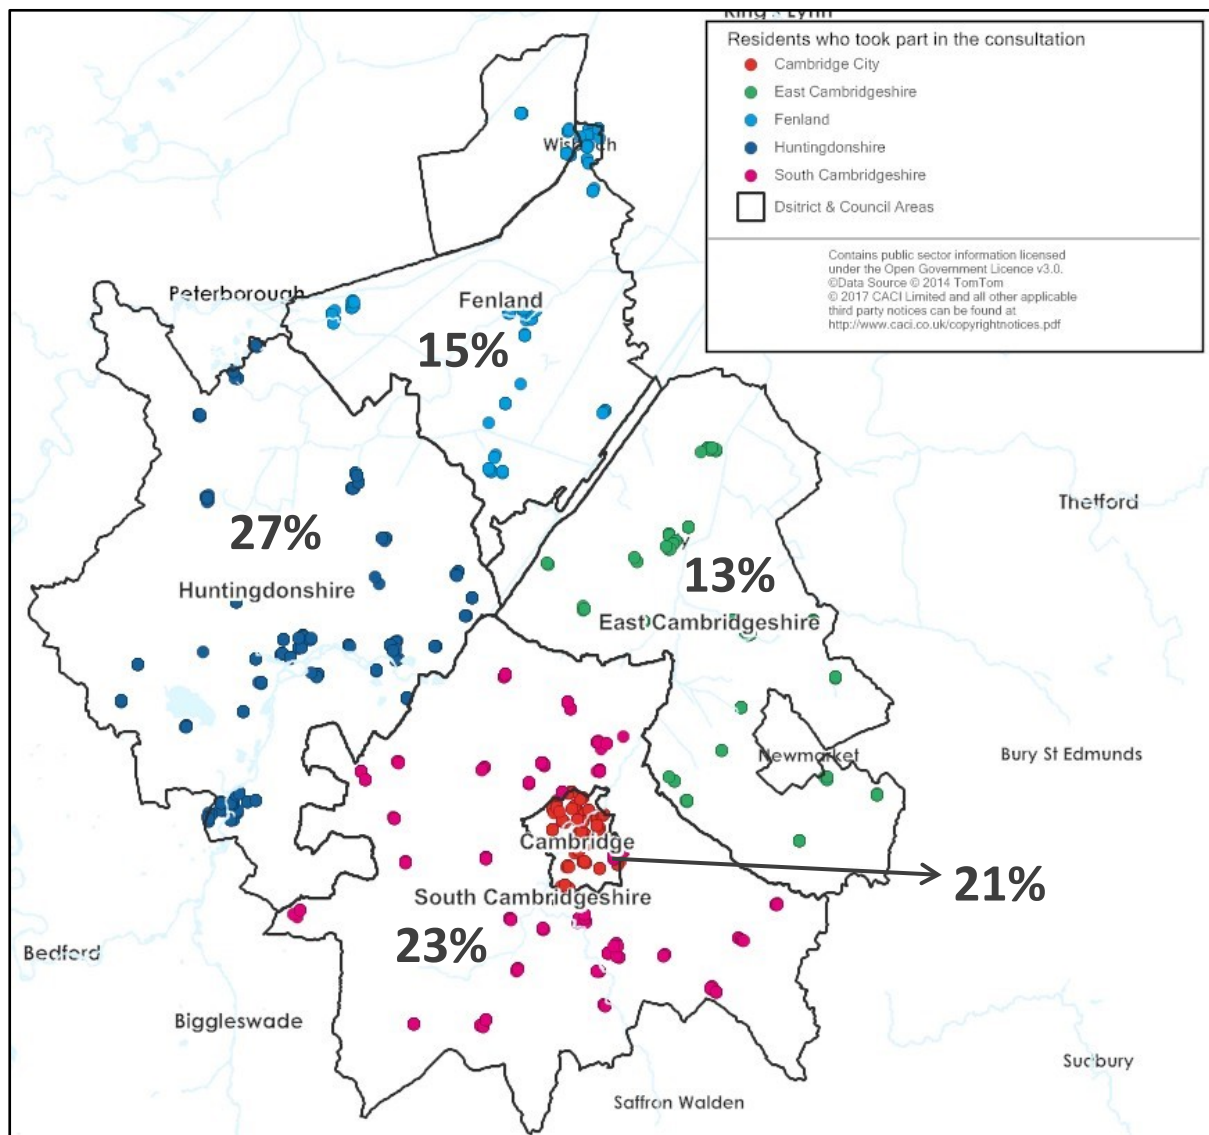 King's Lynn
Residents who took part in the consultation
Cambridge City
East Cambridgeshire
Fenland
Huntingdonshire
South Cambridgeshire
Dsitrict & Council Areas
Contains public sector information licensed
under the Open Government Licence v3.0.
©Data Source © 2014 TomTom
© 2017 CACI Limited and all other applicable
third party notices can be found at
http://www.caci.co.uk/copyrightnotices.pdf
Wisbech
Peterborough
Fenland
15%
27%
Huntingdonshire
Thetford
13%
East Cambridgeshire
Newmarket
Bury St Edmunds
Cambridge
21%
South Cambridgeshire
23%
Bedford
Biggleswade
Sudbury
Saffron Walden